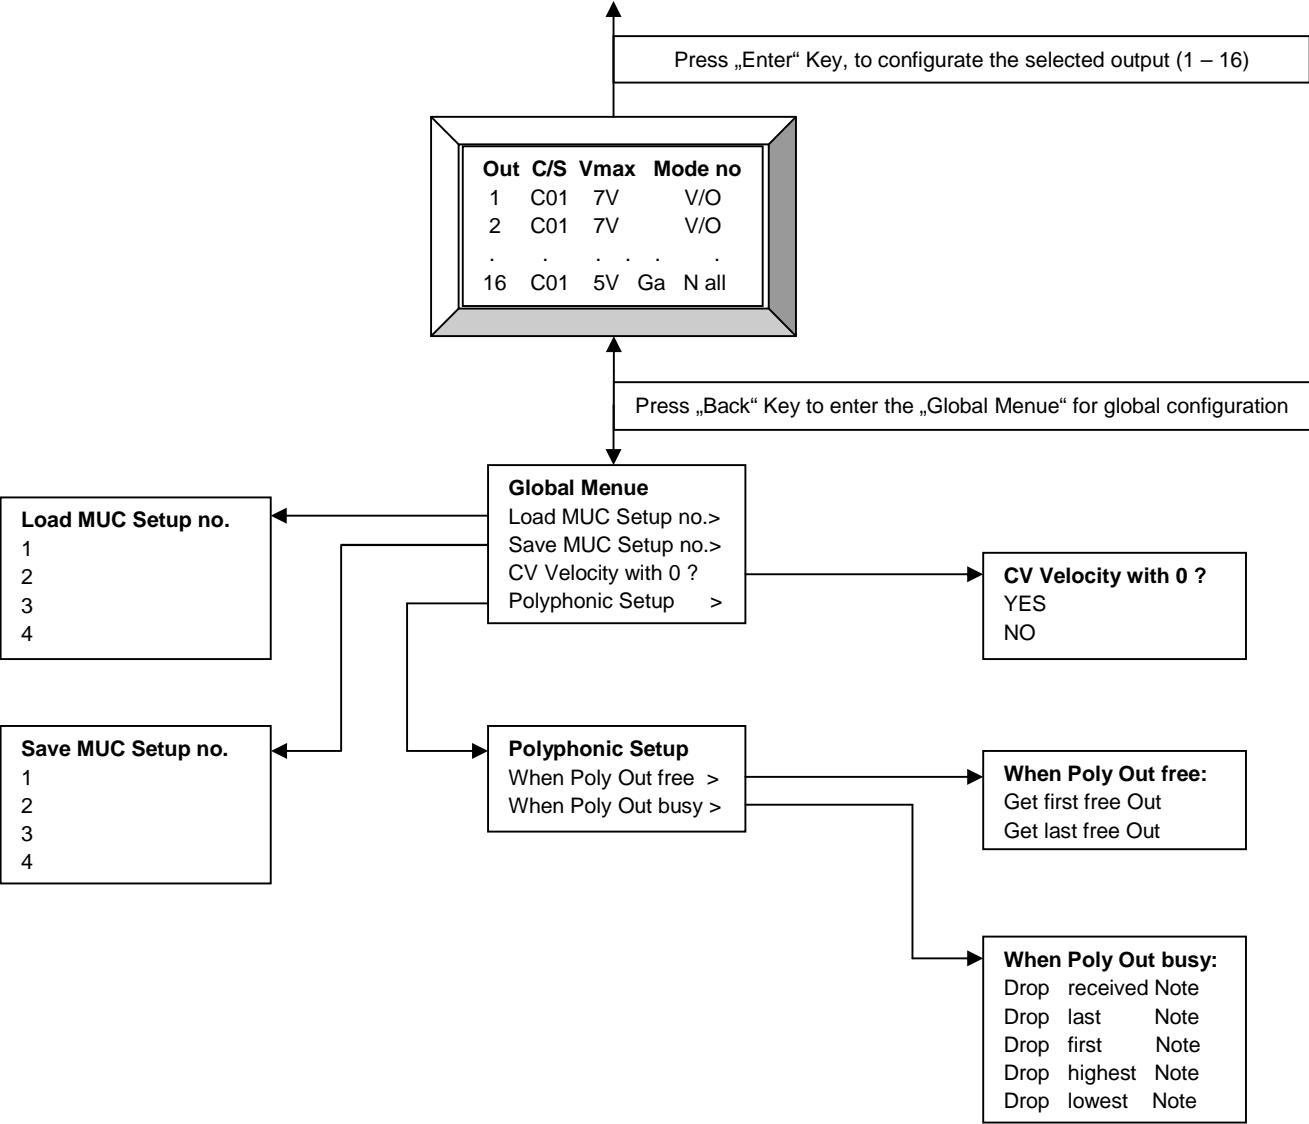 Press „Enter“ Key, to configurate the selected output (1 – 16)
Out C/S Vmax Mode no
1 C01 7V V/O
2 C01 7V V/O
. . . . . .
16 C01 5V Ga N all
Press „Back“ Key to enter the „Global Menue“ for global configuration
Global Menue
Load MUC Setup no.>
Save MUC Setup no.>
CV Velocity with 0 ?
Polyphonic Setup >
Load MUC Setup no.
1
2
3
4
CV Velocity with 0 ?
YES
NO
Save MUC Setup no.
1
2
3
4
Polyphonic Setup
When Poly Out free >
When Poly Out busy >
When Poly Out free:
Get first free Out
Get last free Out
When Poly Out busy:
Drop received Note
Drop last Note
Drop first Note
Drop highest Note
Drop lowest Note